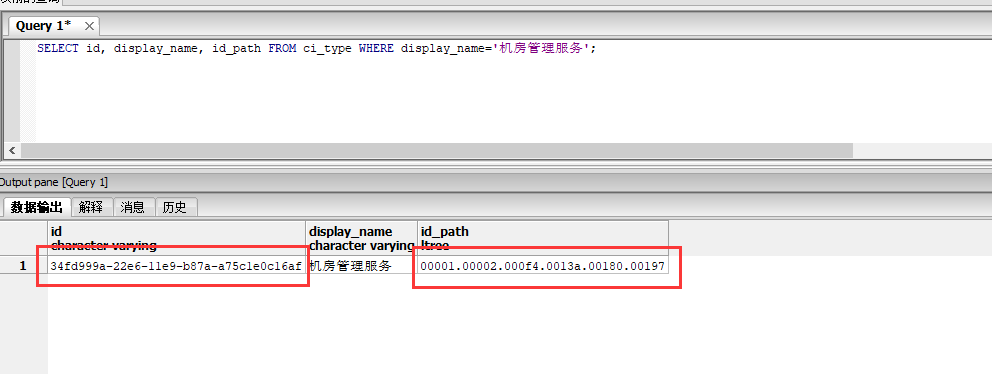 Query 1*
SELECT id, display_name, id_path FROM ci_type WHERE display_name='机房管理服务';
Output pane [Query 1]
数据输出 解释 消息 历史
id display_name id_path
character varying character varying ltree
1 34fd999a-22e6-11e9-b87a-a75c1e0c16af 机房管理服务 00001.00002.000f4.0013a.00180.00197